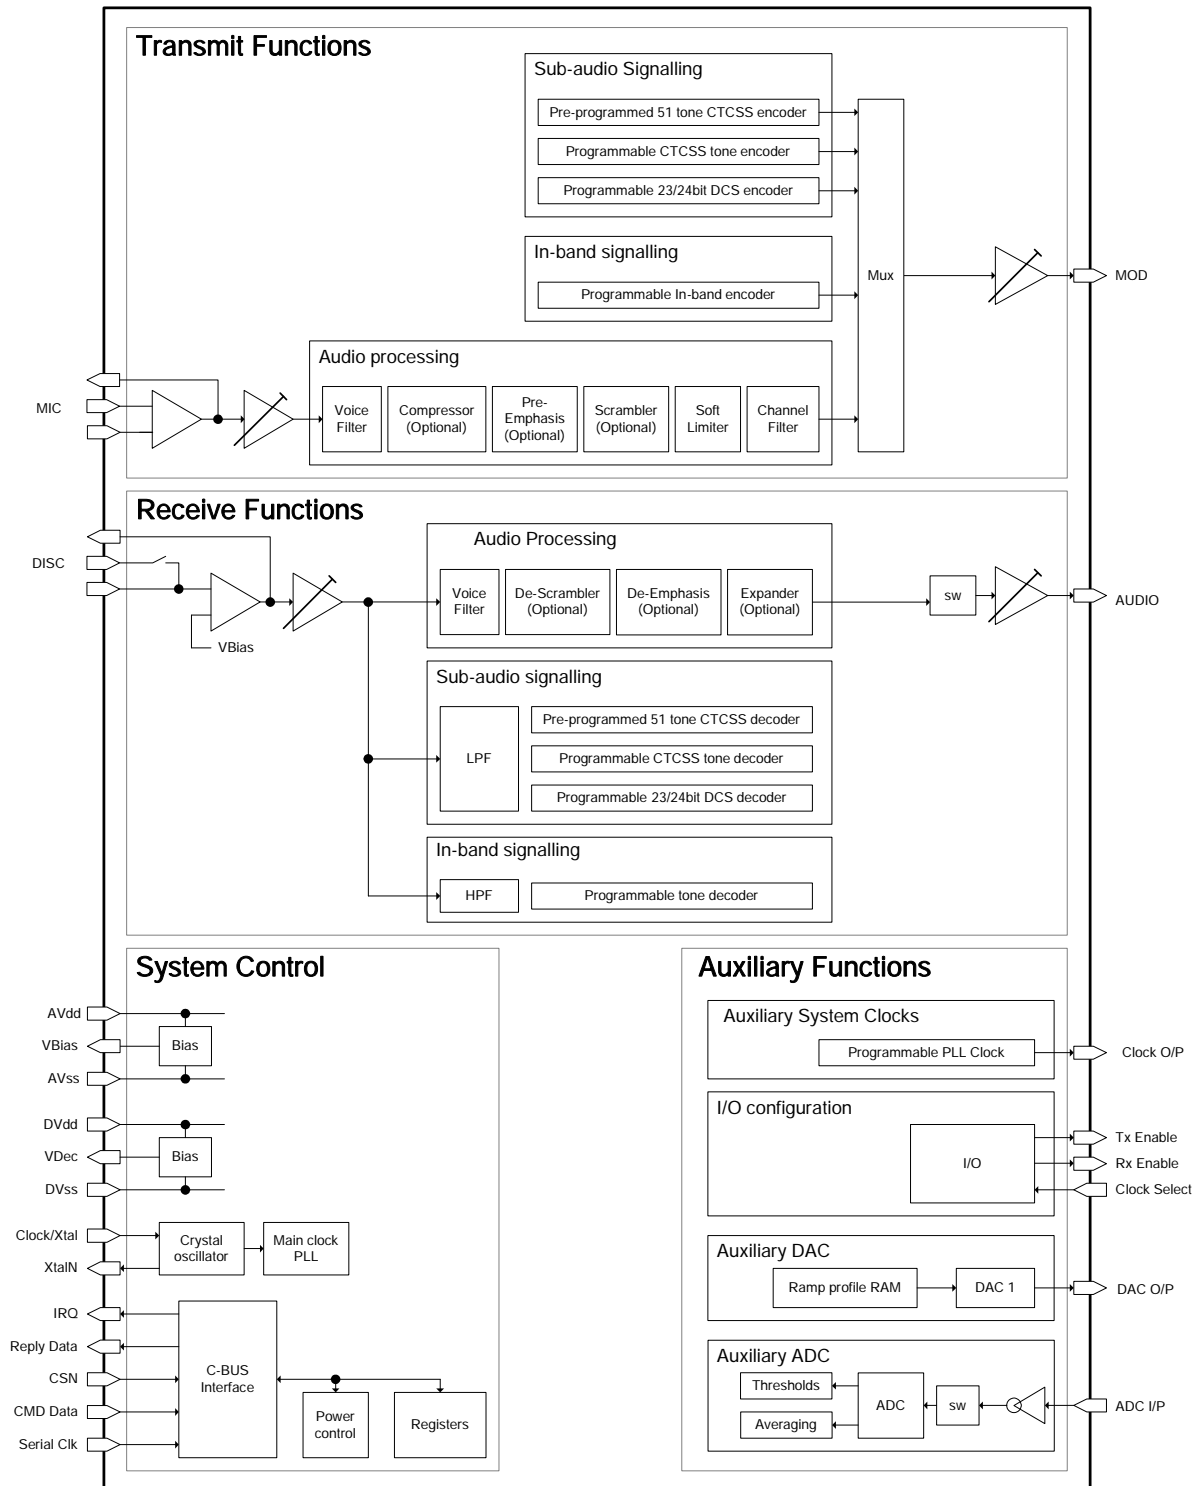 Transmit Functions
Sub-audio Signalling
Pre-programmed 51 tone CTCSS encoder
Programmable CTCSS tone encoder
Programmable 23/24bit DCS encoder
In-band signalling
Programmable In-band encoder
Mux
MOD
Audio processing
MIC
Voice
Filter
Compressor
(Optional)
Pre-
Emphasis
(Optional)
Scrambler
(Optional)
Soft
Limiter
Channel
Filter
Receive Functions
DISC
VBias
Audio Processing
Voice
Filter
De-Scrambler
(Optional)
De-Emphasis
(Optional)
Expander
(Optional)
sw
AUDIO
Sub-audio signalling
LPF
Pre-programmed 51 tone CTCSS decoder
Programmable CTCSS tone decoder
Programmable 23/24bit DCS decoder
In-band signalling
HPF
Programmable tone decoder
System Control
AVdd
VBias
Bias
AVss
DVdd
VDec
Bias
DVss
Clock/Xtal
XtalN
Crystal
oscillator
Main clock
PLL
IRQ
Reply Data
CSN
CMD Data
Serial Clk
C-BUS
Interface
Power
control
Registers
Auxiliary Functions
Auxiliary System Clocks
Programmable PLL Clock
Clock O/P
I/O configuration
I/O
Tx Enable
Rx Enable
Clock Select
Auxiliary DAC
Ramp profile RAM
DAC 1
DAC O/P
Auxiliary ADC
Thresholds
Averaging
ADC
sw
ADC I/P